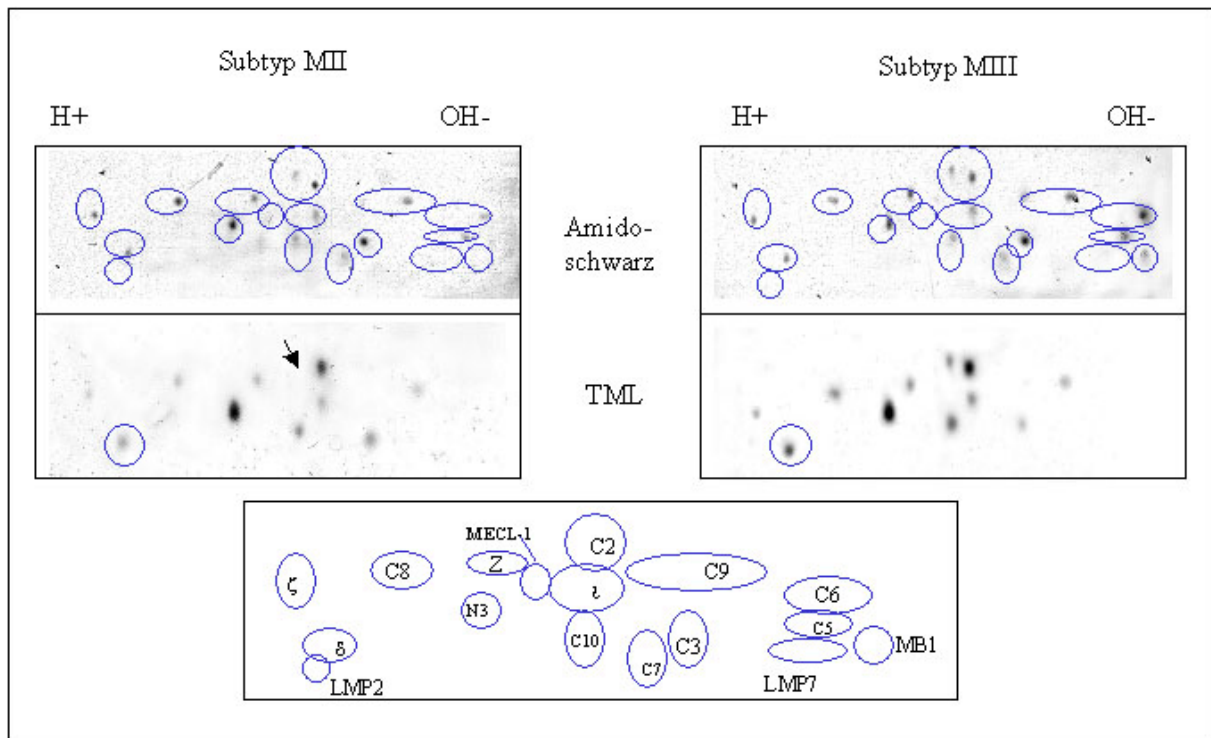 Subtyp MII
Subtyp MIII
H+
OH-
H+
OH-
Amido-
schwarz
TML
MECL-1
C2
ζ
C8
Z
ι
C9
C6
N3
C5
δ
C10
C7
C3
MB1
LMP2
LMP7